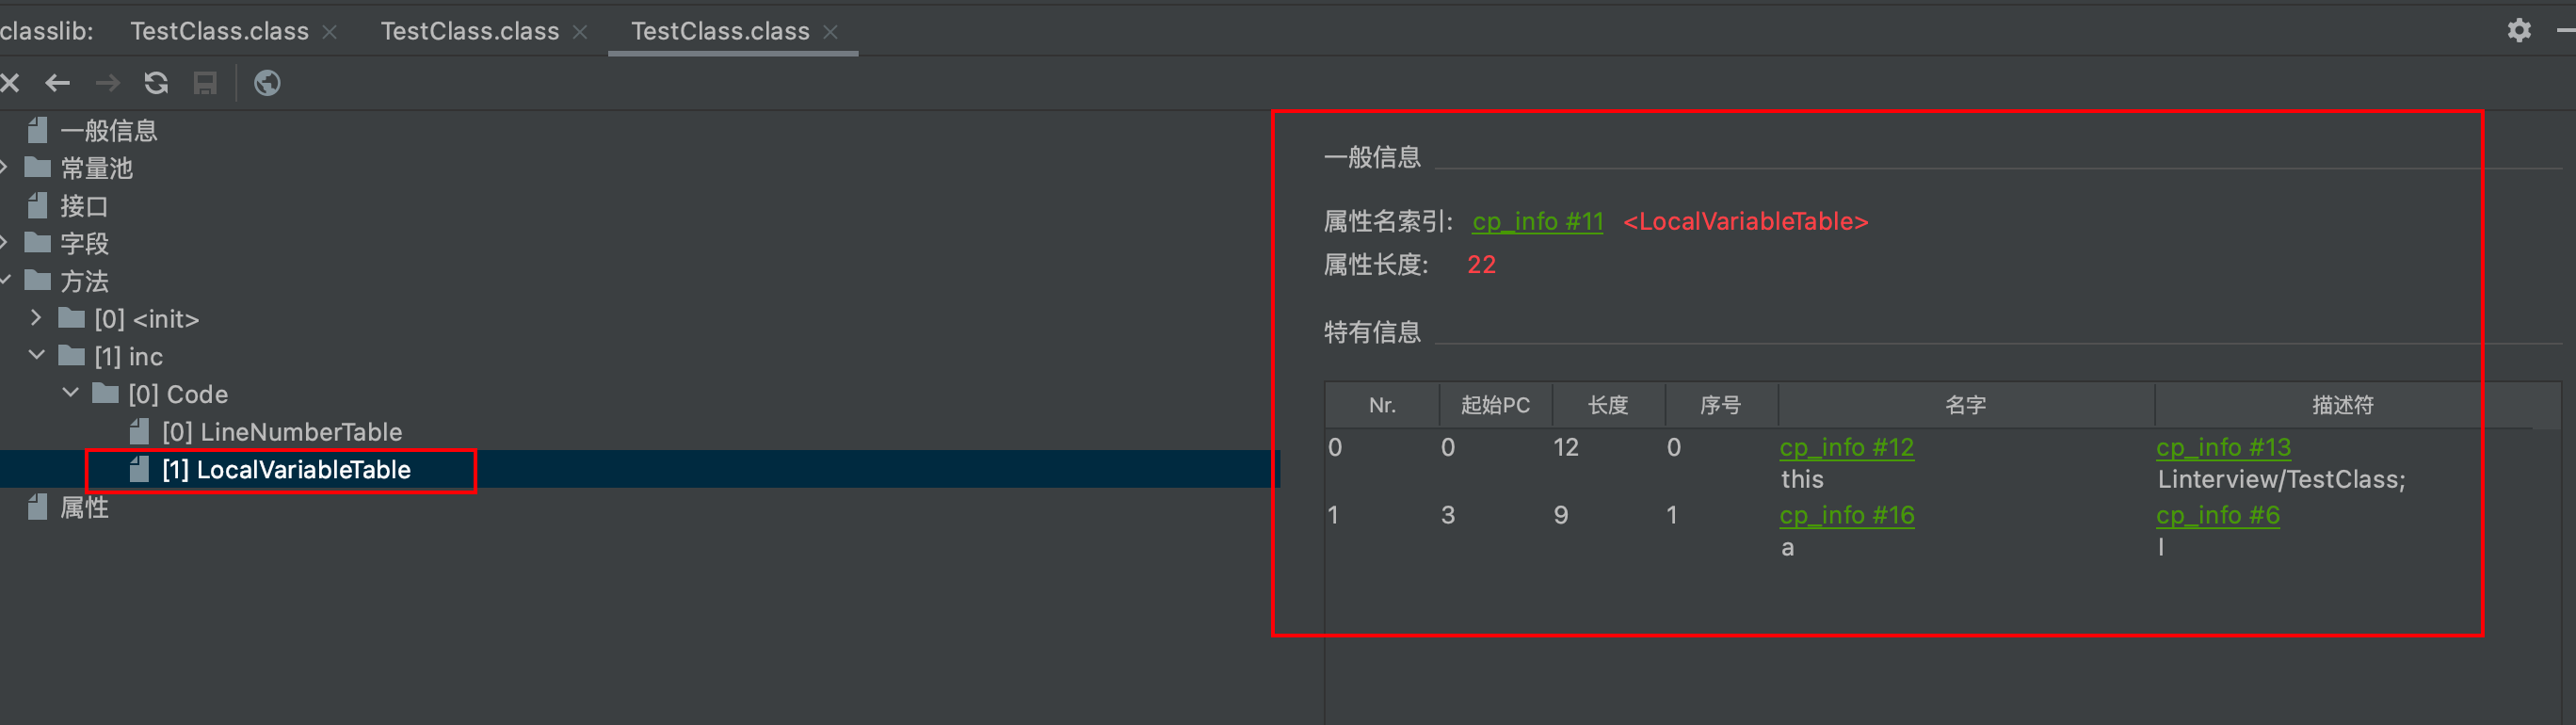 classlib: TestClass.class TestClass.class TestClass.class
一般信息
常量池
接口
字段
方法
[0] <init>
[1] inc
[0] Code
[0] LineNumberTable
[1] LocalVariableTable
属性
一般信息
属性名索引: cp_info #11 <LocalVariableTable>
属性长度: 22
特有信息
Nr. 起始PC 长度 序号 名字 描述符
0 0 12 0 cp_info #12 cp_info #13
this Linterview/TestClass;
1 3 9 1 cp_info #16 cp_info #6
a I